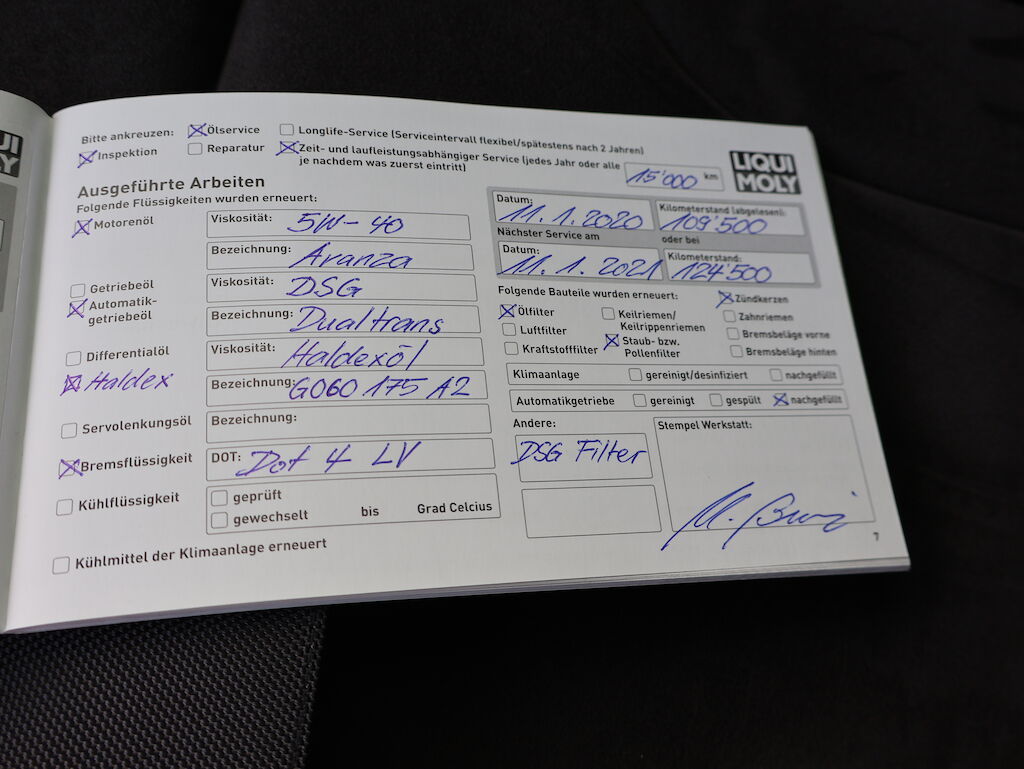 UI
LY
Bitte ankreuzen: Ölservice Longlife-Service (Serviceintervall flexibel/spätestens nach 2 Jahren)
Inspektion Reparatur Zeit- und laufleistungsabhängiger Service (jedes Jahr oder alle 15'000 km
je nachdem was zuerst eintritt)
LIQUI
MOLY
Ausgeführte Arbeiten
Folgende Flüssigkeiten wurden erneuert:
Motorenöl Viskosität: 5W-40
Bezeichnung: Avanza
Getriebeöl Viskosität: DSG
Automatik-
getriebeöl Bezeichnung: Dualtrans
Differentialöl Viskosität: Haldexöl
Haldex Bezeichnung: G060 175 A2
Servolenkungsöl Bezeichnung:
Bremsflüssigkeit DOT: Dot 4 LV
Kühlflüssigkeit geprüft
gewechselt bis Grad Celcius
Kühlmittel der Klimaanlage erneuert
Datum: 11.1.2020 Kilometerstand (abgelesen): 109'500
Nächster Service am oder bei
Datum: 11.1.2021 Kilometerstand: 124'500
Folgende Bauteile wurden erneuert: Zündkerzen
Ölfilter Keilriemen/
Keilrippenriemen Zahnriemen
Luftfilter Staub- bzw.
Pollenfilter Bremsbeläge vorne
Kraftstofffilter Bremsbeläge hinten
Klimaanlage gereinigt/desinfiziert nachgefüllt
Automatikgetriebe gereinigt gespült nachgefüllt
Andere: Stempel Werkstatt:
DSG Filter
7